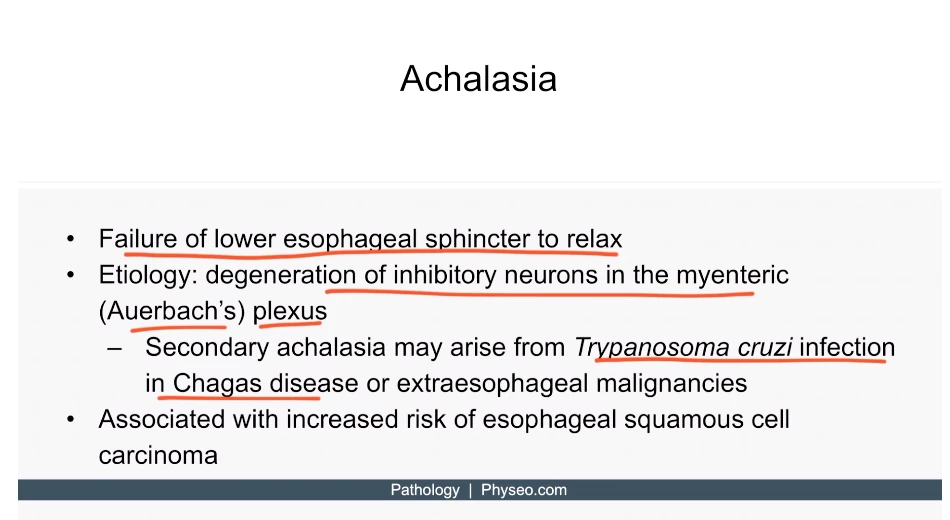 Achalasia
• Failure of lower esophageal sphincter to relax
• Etiology: degeneration of inhibitory neurons in the myenteric
(Auerbach’s) plexus
– Secondary achalasia may arise from Trypanosoma cruzi infection
in Chagas disease or extraesophageal malignancies
• Associated with increased risk of esophageal squamous cell
carcinoma
Pathology | Physeo.com